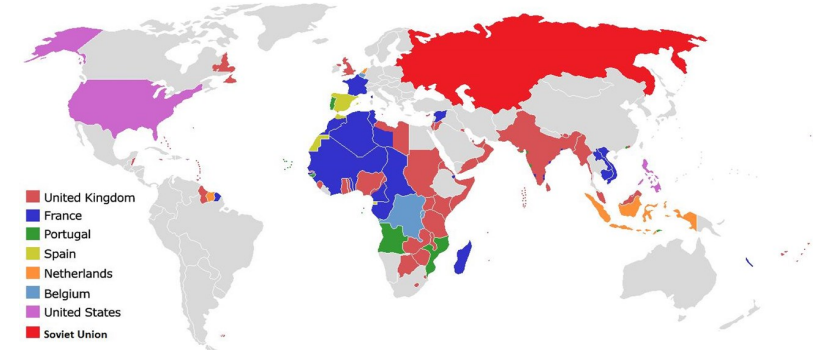 United Kingdom
France
Portugal
Spain
Netherlands
Belgium
United States
Soviet Union